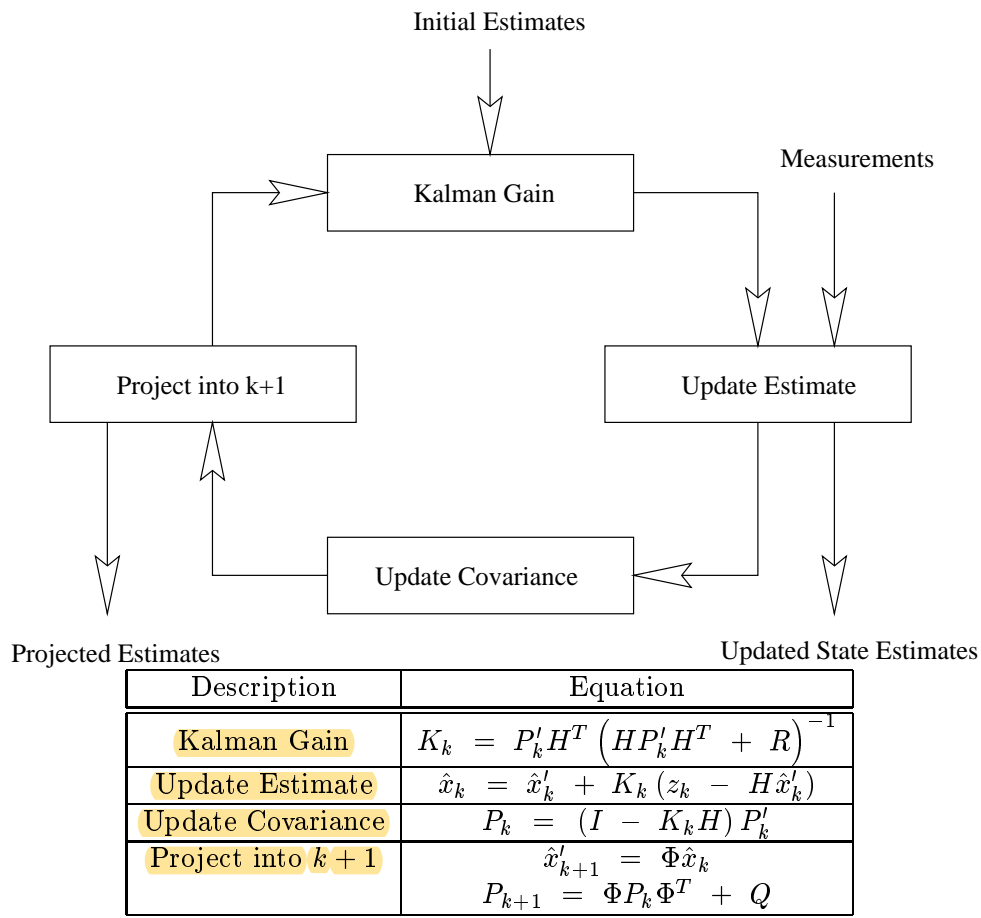 Initial Estimates
Measurements
Kalman Gain
Project into k+1
Update Estimate
Update Covariance
Projected Estimates
Updated State Estimates
Description Equation
Kalman Gain K_k = P'_k H^T (H P'_k H^T + R)^{-1}
Update Estimate x̂_k = x̂'_k + K_k (z_k − H x̂'_k)
Update Covariance P_k = (I − K_k H) P'_k
Project into k + 1 x̂'_{k+1} = Φ x̂_k
P_{k+1} = Φ P_k Φ^T + Q